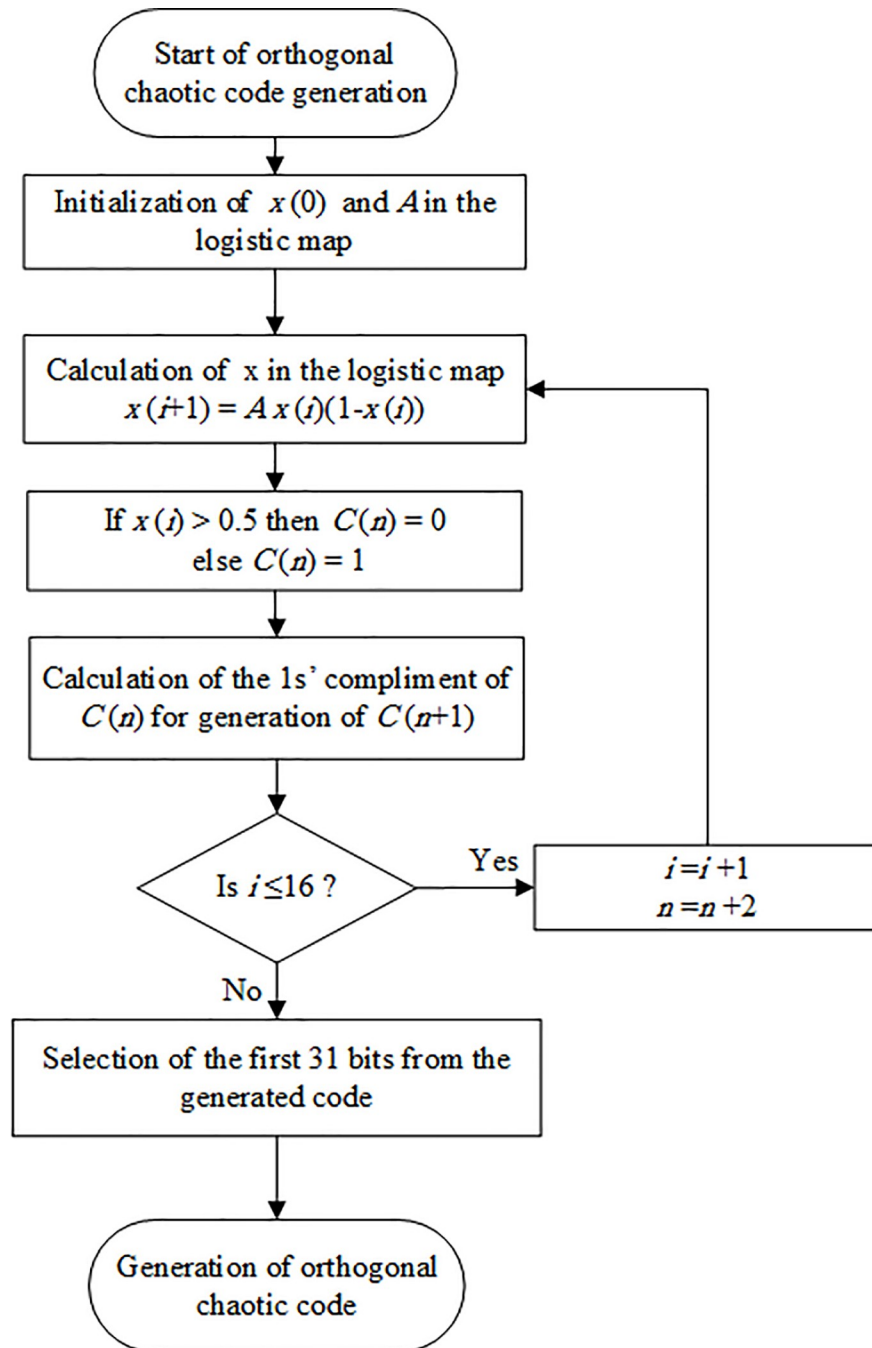 Start of orthogonal
chaotic code generation
Initialization of x(0) and A in the
logistic map
Calculation of x in the logistic map
x(i+1) = A x(i)(1-x(i))
If x(i) > 0.5 then C(n) = 0
else C(n) = 1
Calculation of the 1s’ compliment of
C(n) for generation of C(n+1)
Is i≤16 ?
Yes
i=i+1
n=n+2
No
Selection of the first 31 bits from the
generated code
Generation of orthogonal
chaotic code